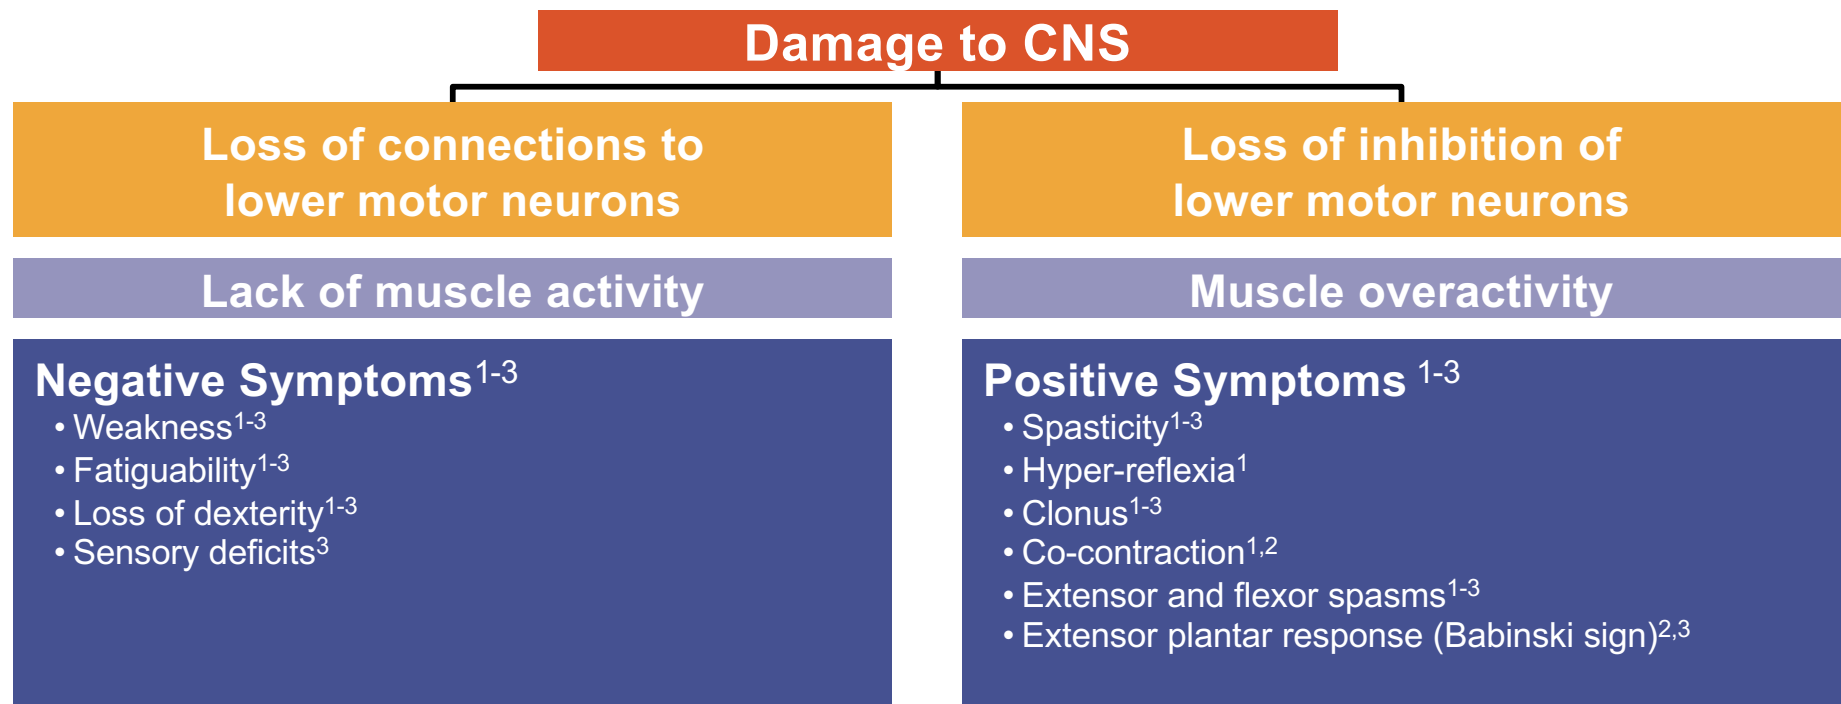 Damage to CNS
Loss of connections to
lower motor neurons
Lack of muscle activity
Negative Symptoms1-3
• Weakness1-3
• Fatiguability1-3
• Loss of dexterity1-3
• Sensory deficits3
Loss of inhibition of
lower motor neurons
Muscle overactivity
Positive Symptoms 1-3
• Spasticity1-3
• Hyper-reflexia1
• Clonus1-3
• Co-contraction1,2
• Extensor and flexor spasms1-3
• Extensor plantar response (Babinski sign)2,3